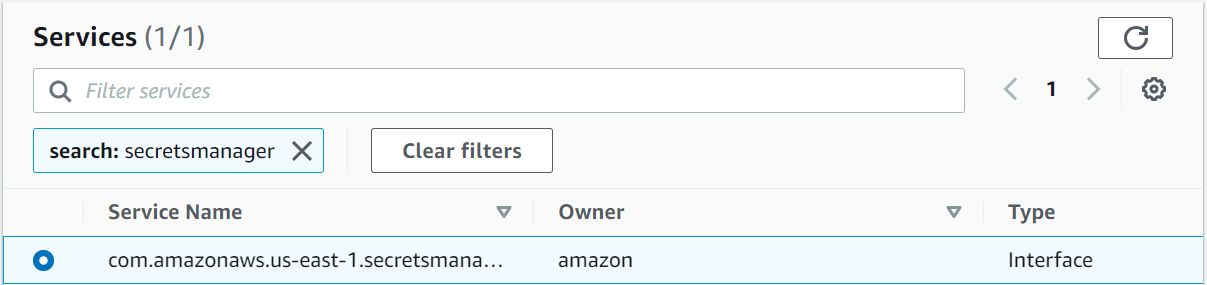 Services (1/1)
Filter services
1
search: secretsmanager
Clear filters
Service Name Owner Type
com.amazonaws.us-east-1.secretsmana… amazon Interface